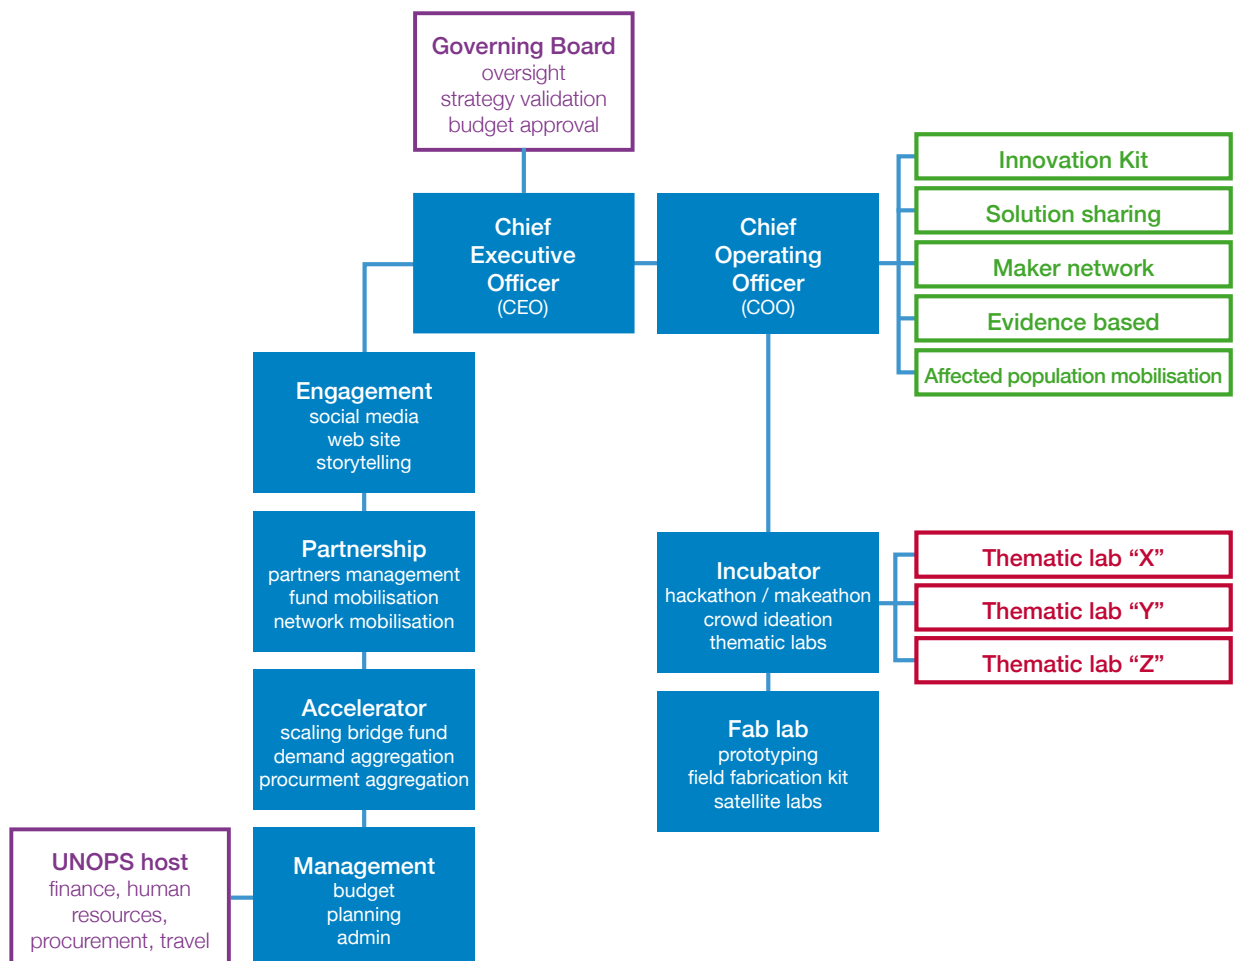 Governing Board
oversight
strategy validation
budget approval
Chief
Executive
Officer
(CEO)
Chief
Operating
Officer
(COO)
Innovation Kit
Solution sharing
Maker network
Evidence based
Affected population mobilisation
Engagement
social media
web site
storytelling
Partnership
partners management
fund mobilisation
network mobilisation
Accelerator
scaling bridge fund
demand aggregation
procurment aggregation
Management
budget
planning
admin
UNOPS host
finance, human
resources,
procurement, travel
Incubator
hackathon / makeathon
crowd ideation
thematic labs
Thematic lab “X”
Thematic lab “Y”
Thematic lab “Z”
Fab lab
prototyping
field fabrication kit
satellite labs